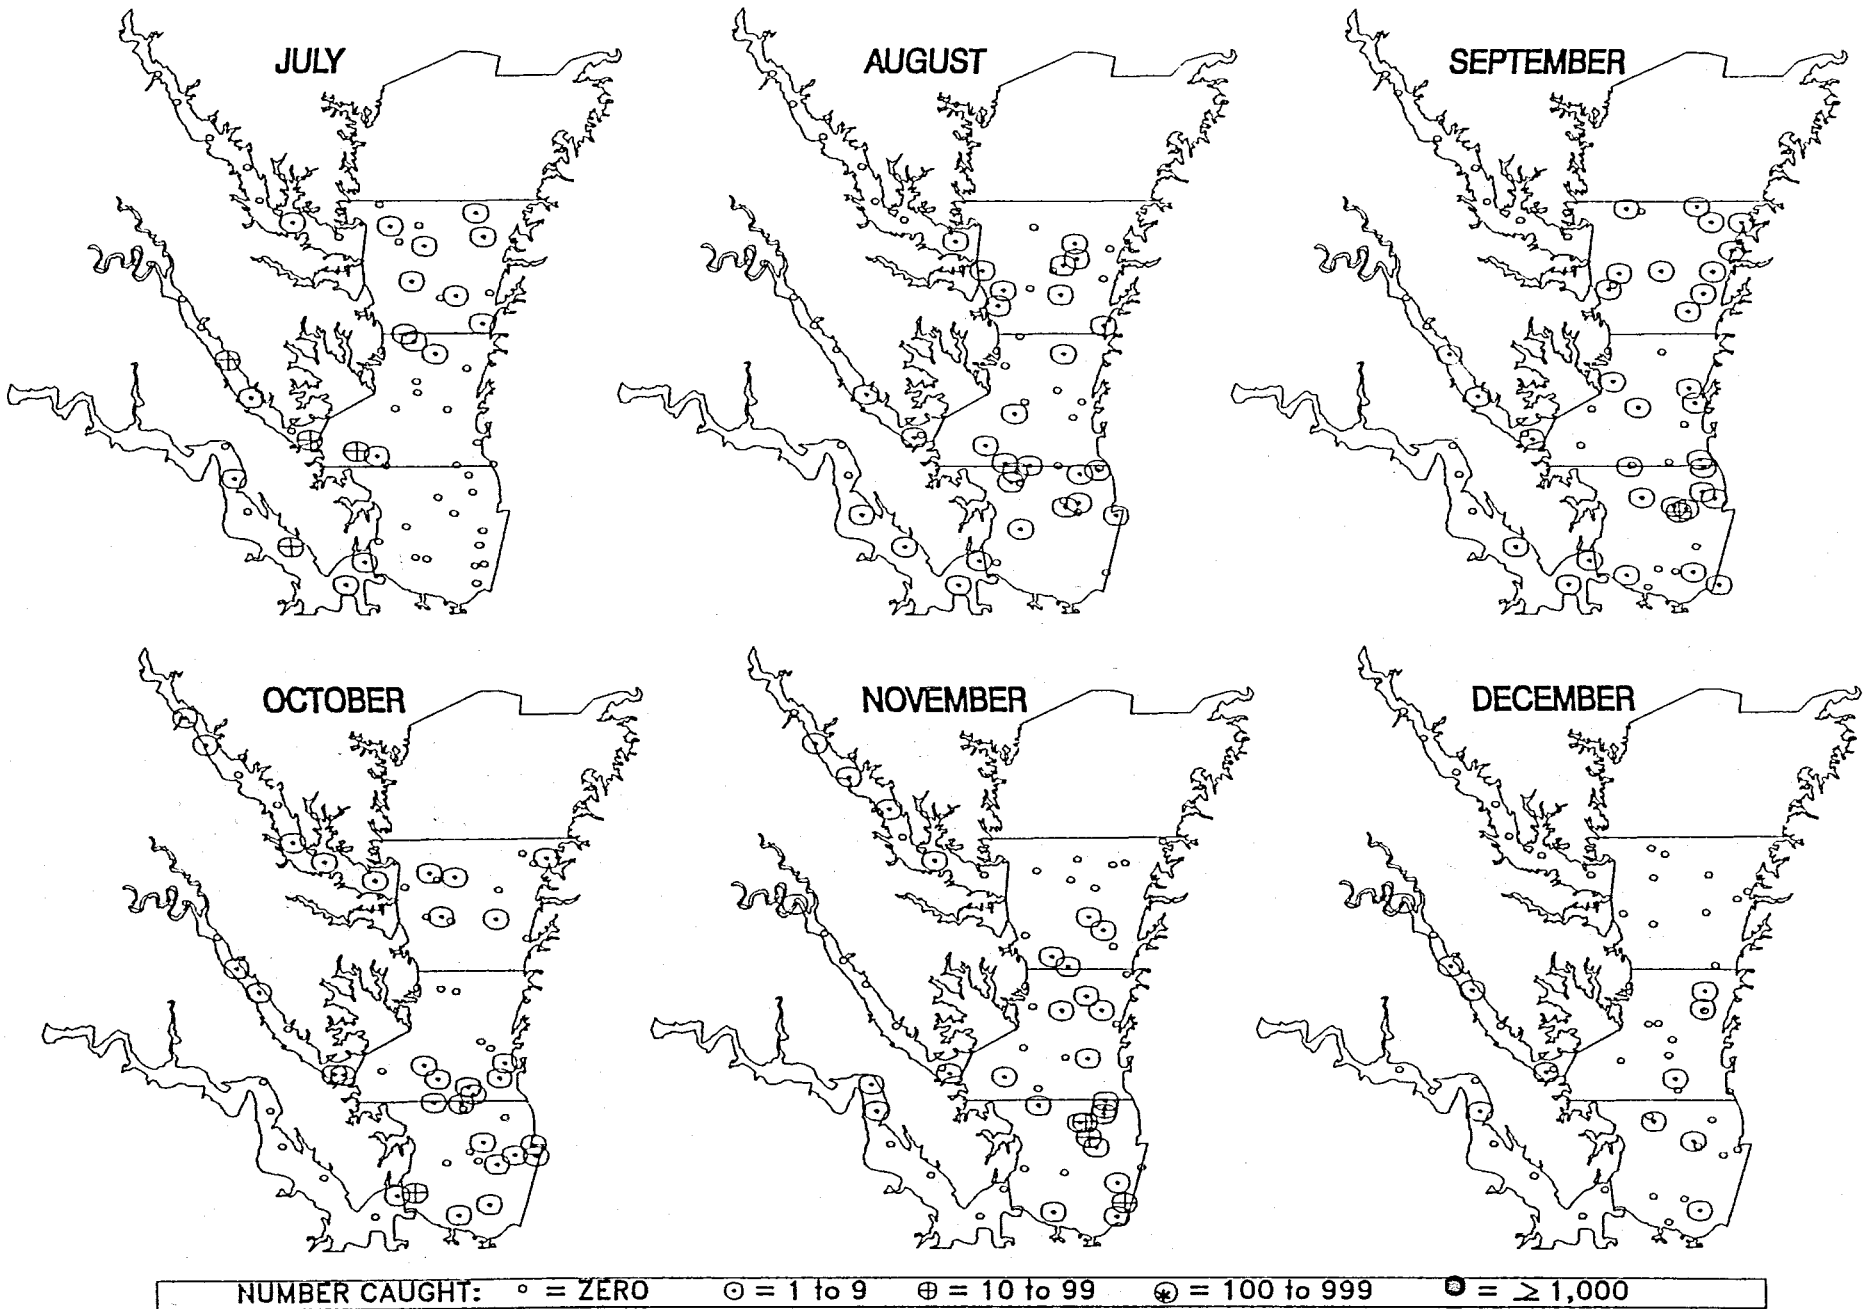 JULY
AUGUST
SEPTEMBER
OCTOBER
NOVEMBER
DECEMBER
NUMBER CAUGHT: = ZERO = 1 to 9 = 10 to 99 = 100 to 999 = ≥ 1,000